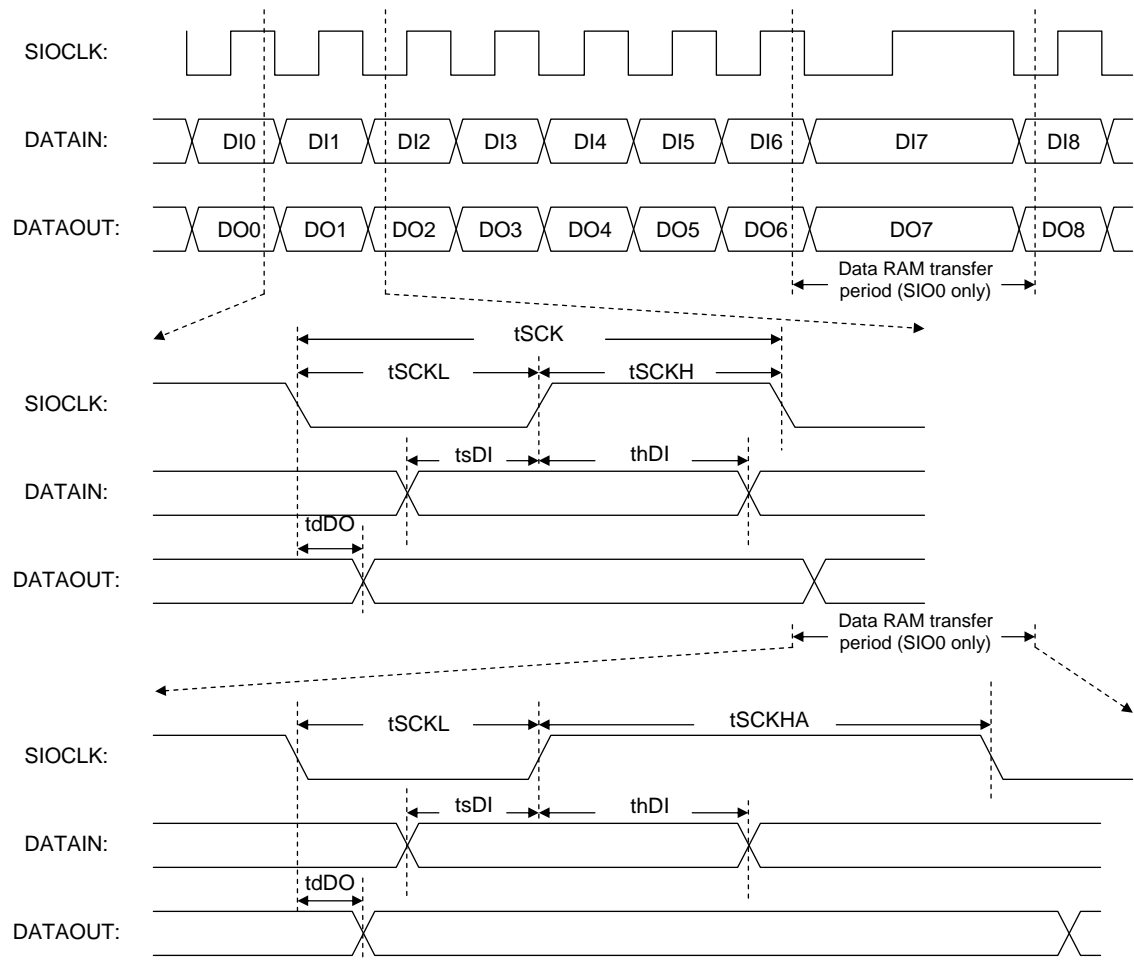 SIOCLK:
DATAIN: DI0 DI1 DI2 DI3 DI4 DI5 DI6 DI7 DI8
DATAOUT: DO0 DO1 DO2 DO3 DO4 DO5 DO6 DO7 DO8
Data RAM transfer
period (SIO0 only)
tSCK
tSCKL tSCKH
SIOCLK:
tsDI thDI
DATAIN:
tdDO
DATAOUT:
Data RAM transfer
period (SIO0 only)
tSCKL tSCKHA
SIOCLK:
tsDI thDI
DATAIN:
tdDO
DATAOUT: